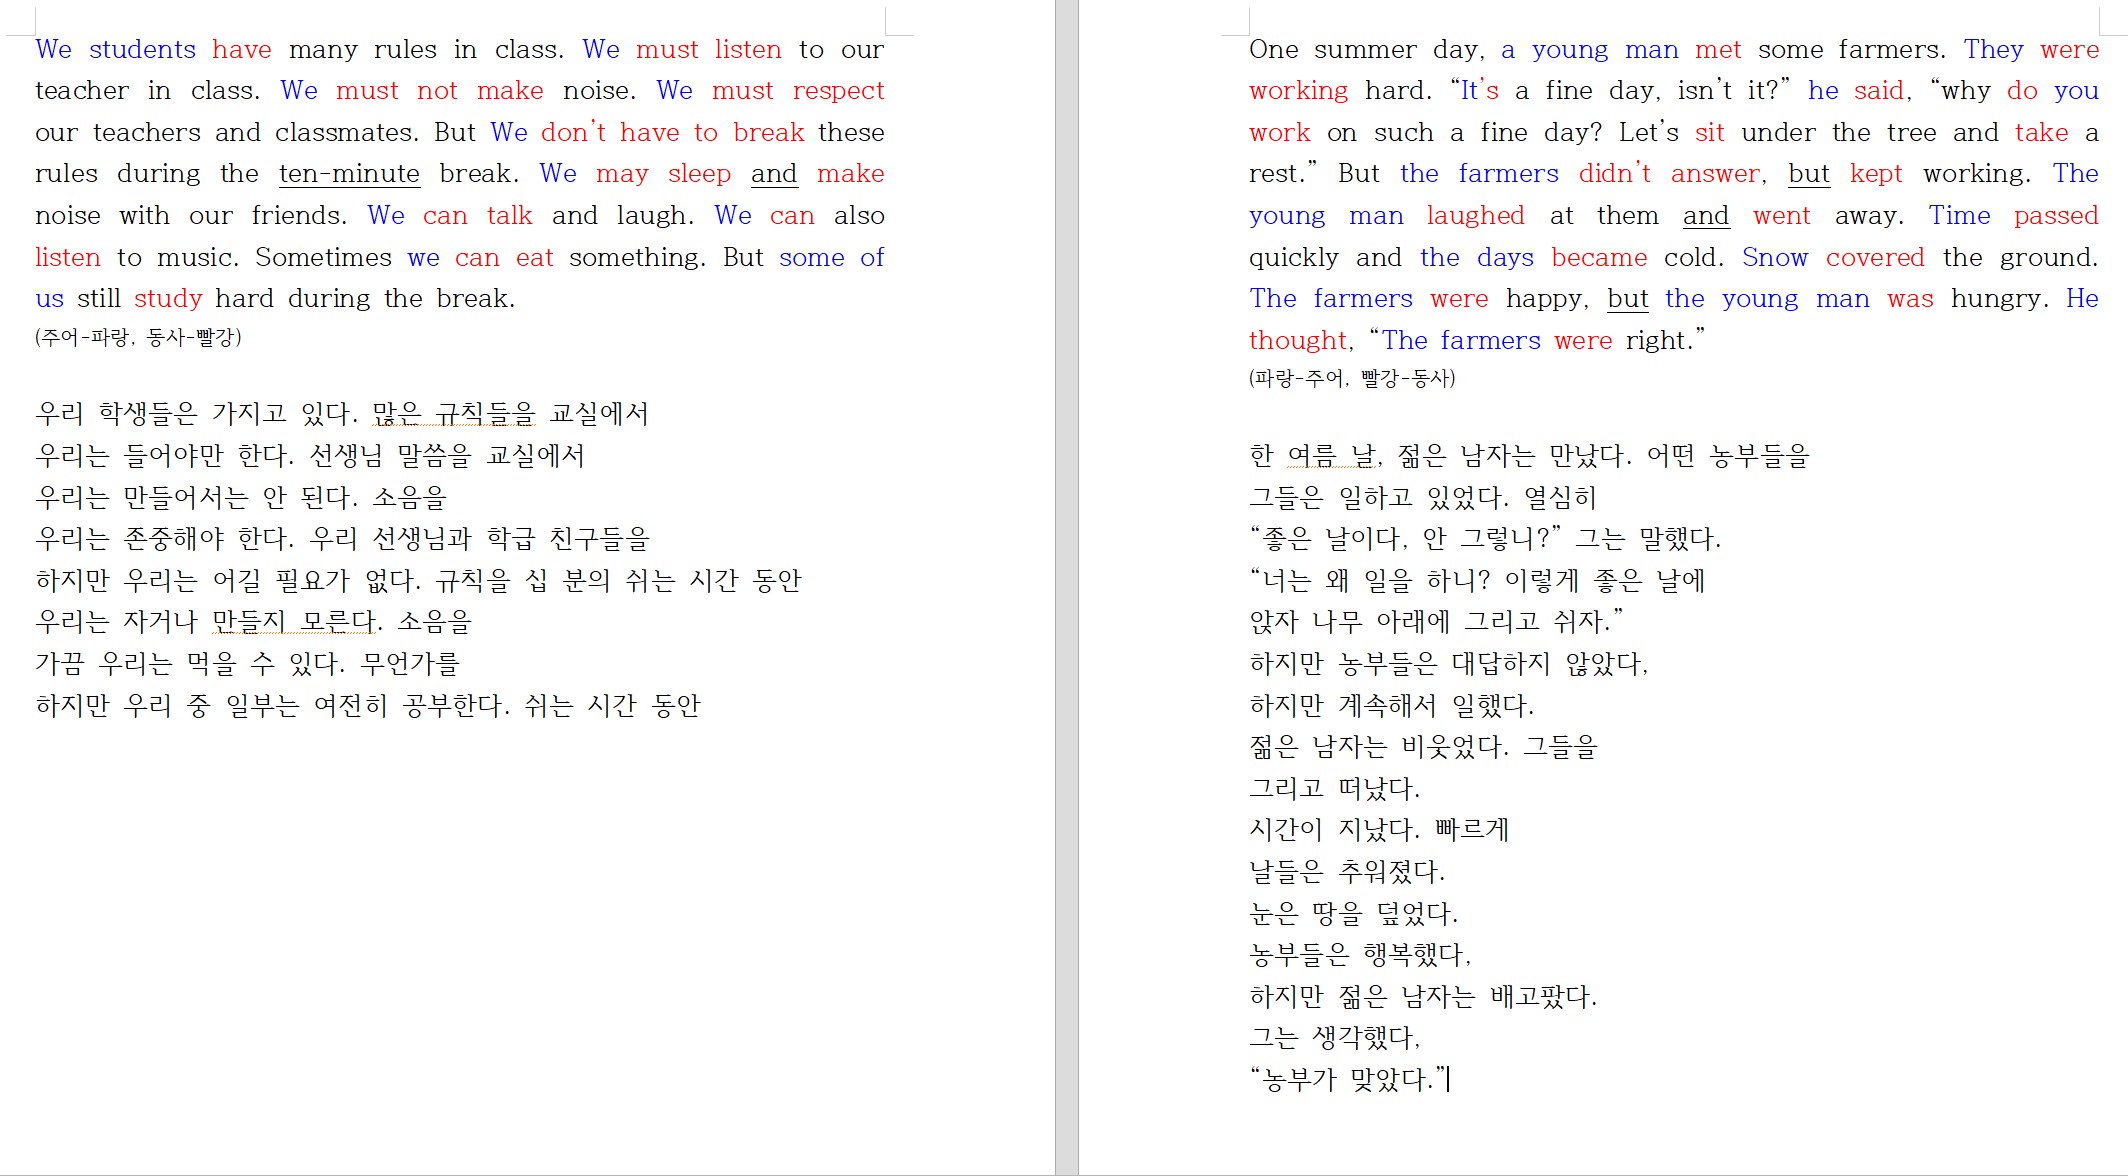 We students have many rules in class. We must listen to our
teacher in class. We must not make noise. We must respect
our teachers and classmates. But We don't have to break these
rules during the ten-minute break. We may sleep and make
noise with our friends. We can talk and laugh. We can also
listen to music. Sometimes we can eat something. But some of
us still study hard during the break.
(주어-파랑, 동사-빨강)
우리 학생들은 가지고 있다. 많은 규칙들을 교실에서
우리는 들어야만 한다. 선생님 말씀을 교실에서
우리는 만들어서는 안 된다. 소음을
우리는 존중해야 한다. 우리 선생님과 학급 친구들을
하지만 우리는 어길 필요가 없다. 규칙을 십 분의 쉬는 시간 동안
우리는 자거나 만들지 모른다. 소음을
가끔 우리는 먹을 수 있다. 무언가를
하지만 우리 중 일부는 여전히 공부한다. 쉬는 시간 동안
One summer day, a young man met some farmers. They were
working hard. “It's a fine day, isn't it?” he said, “why do you
work on such a fine day? Let's sit under the tree and take a
rest.” But the farmers didn't answer, but kept working. The
young man laughed at them and went away. Time passed
quickly and the days became cold. Snow covered the ground.
The farmers were happy, but the young man was hungry. He
thought, “The farmers were right.”
(파랑-주어, 빨강-동사)
한 여름 날, 젊은 남자는 만났다. 어떤 농부들을
그들은 일하고 있었다. 열심히
“좋은 날이다, 안 그렇니?” 그는 말했다.
“너는 왜 일을 하니? 이렇게 좋은 날에
앉자 나무 아래에 그리고 쉬자.”
하지만 농부들은 대답하지 않았다,
하지만 계속해서 일했다.
젊은 남자는 비웃었다. 그들을
그리고 떠났다.
시간이 지났다. 빠르게
날들은 추워졌다.
눈은 땅을 덮었다.
농부들은 행복했다,
하지만 젊은 남자는 배고팠다.
그는 생각했다,
“농부가 맞았다.”